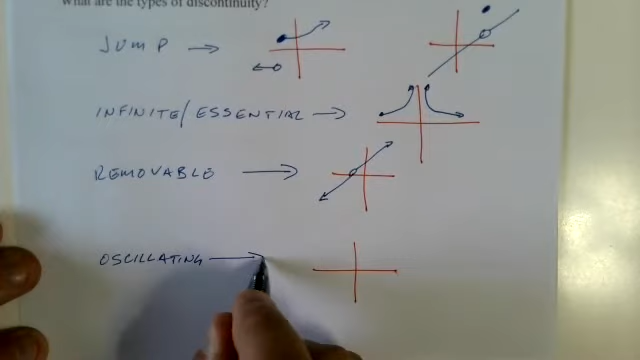 what are the types of discontinuity?
JUMP
INFINITE/ESSENTIAL
REMOVABLE
OSCILLATING